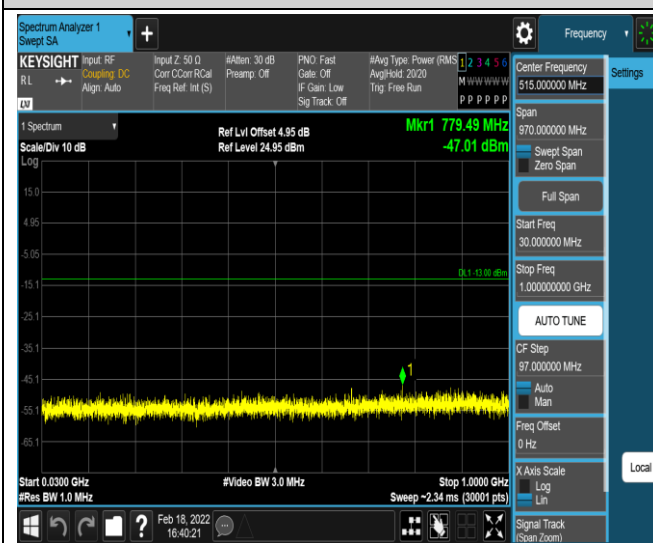 Spectrum Analyzer 1
Swept SA
+
Frequency
KEYSIGHT
RL
LXI
Input: RF
Coupling: DC
Align: Auto
Input Z: 50 Ω
Corr CCorr RCal
Freq Ref: Int (S)
#Atten: 30 dB
Preamp: Off
PNO: Fast
Gate: Off
IF Gain: Low
Sig Track: Off
#Avg Type: Power (RMS
Avg|Hold: 20/20
Trig: Free Run
1 2 3 4 5 6
M W W W W W
P P P P P P
1 Spectrum
Scale/Div 10 dB
Log
Ref Lvl Offset 4.95 dB
Ref Level 24.95 dBm
Mkr1 779.49 MHz
-47.01 dBm
15.0
4.95
-5.05
DL1 -13.00 dBm
-15.1
-25.1
-35.1
1
-45.1
-55.1
-65.1
Start 0.0300 GHz
#Res BW 1.0 MHz
#Video BW 3.0 MHz
Stop 1.0000 GHz
Sweep ~2.34 ms (30001 pts)
?
Feb 18, 2022
16:40:21
Center Frequency
515.000000 MHz
Settings
Span
970.000000 MHz
Swept Span
Zero Span
Full Span
Start Freq
30.000000 MHz
Stop Freq
1.000000000 GHz
AUTO TUNE
CF Step
97.000000 MHz
Auto
Man
Freq Offset
0 Hz
X Axis Scale
Log
Lin
Local
Signal Track
(Span Zoom)